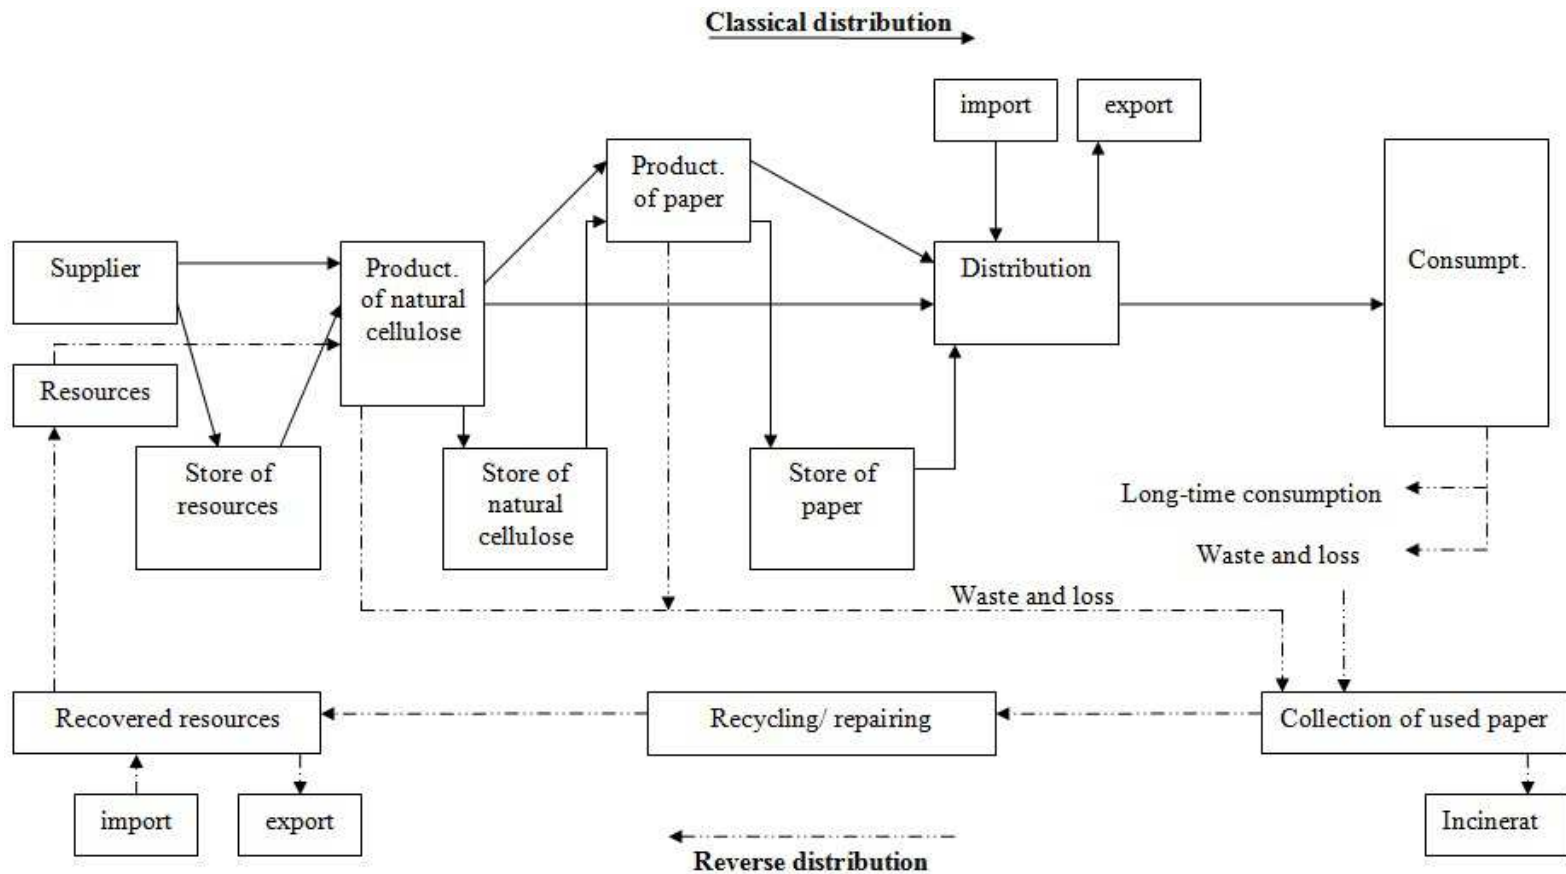 Classical distribution
import
export
Product.
of paper
Supplier
Product.
of natural
cellulose
Distribution
Consumpt.
Resources
Store of
resources
Store of
natural
cellulose
Store of
paper
Long-time consumption
Waste and loss
Waste and loss
Recovered resources
Recycling/ repairing
Collection of used paper
import
export
Incinerat
Reverse distribution